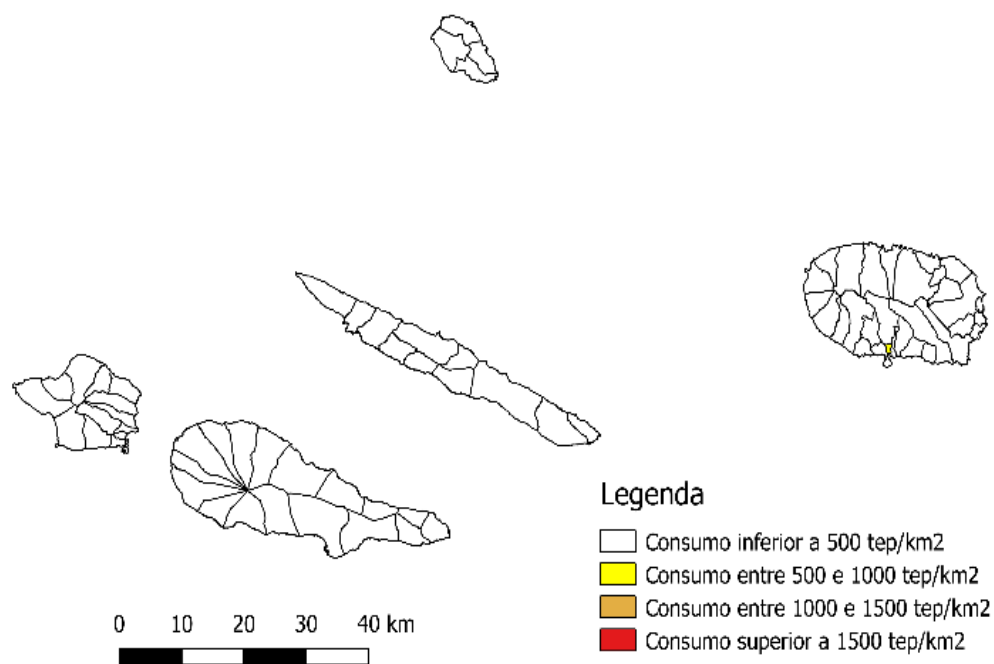 Legenda
Consumo inferior a 500 tep/km2
Consumo entre 500 e 1000 tep/km2
Consumo entre 1000 e 1500 tep/km2
Consumo superior a 1500 tep/km2
0 10 20 30 40 km